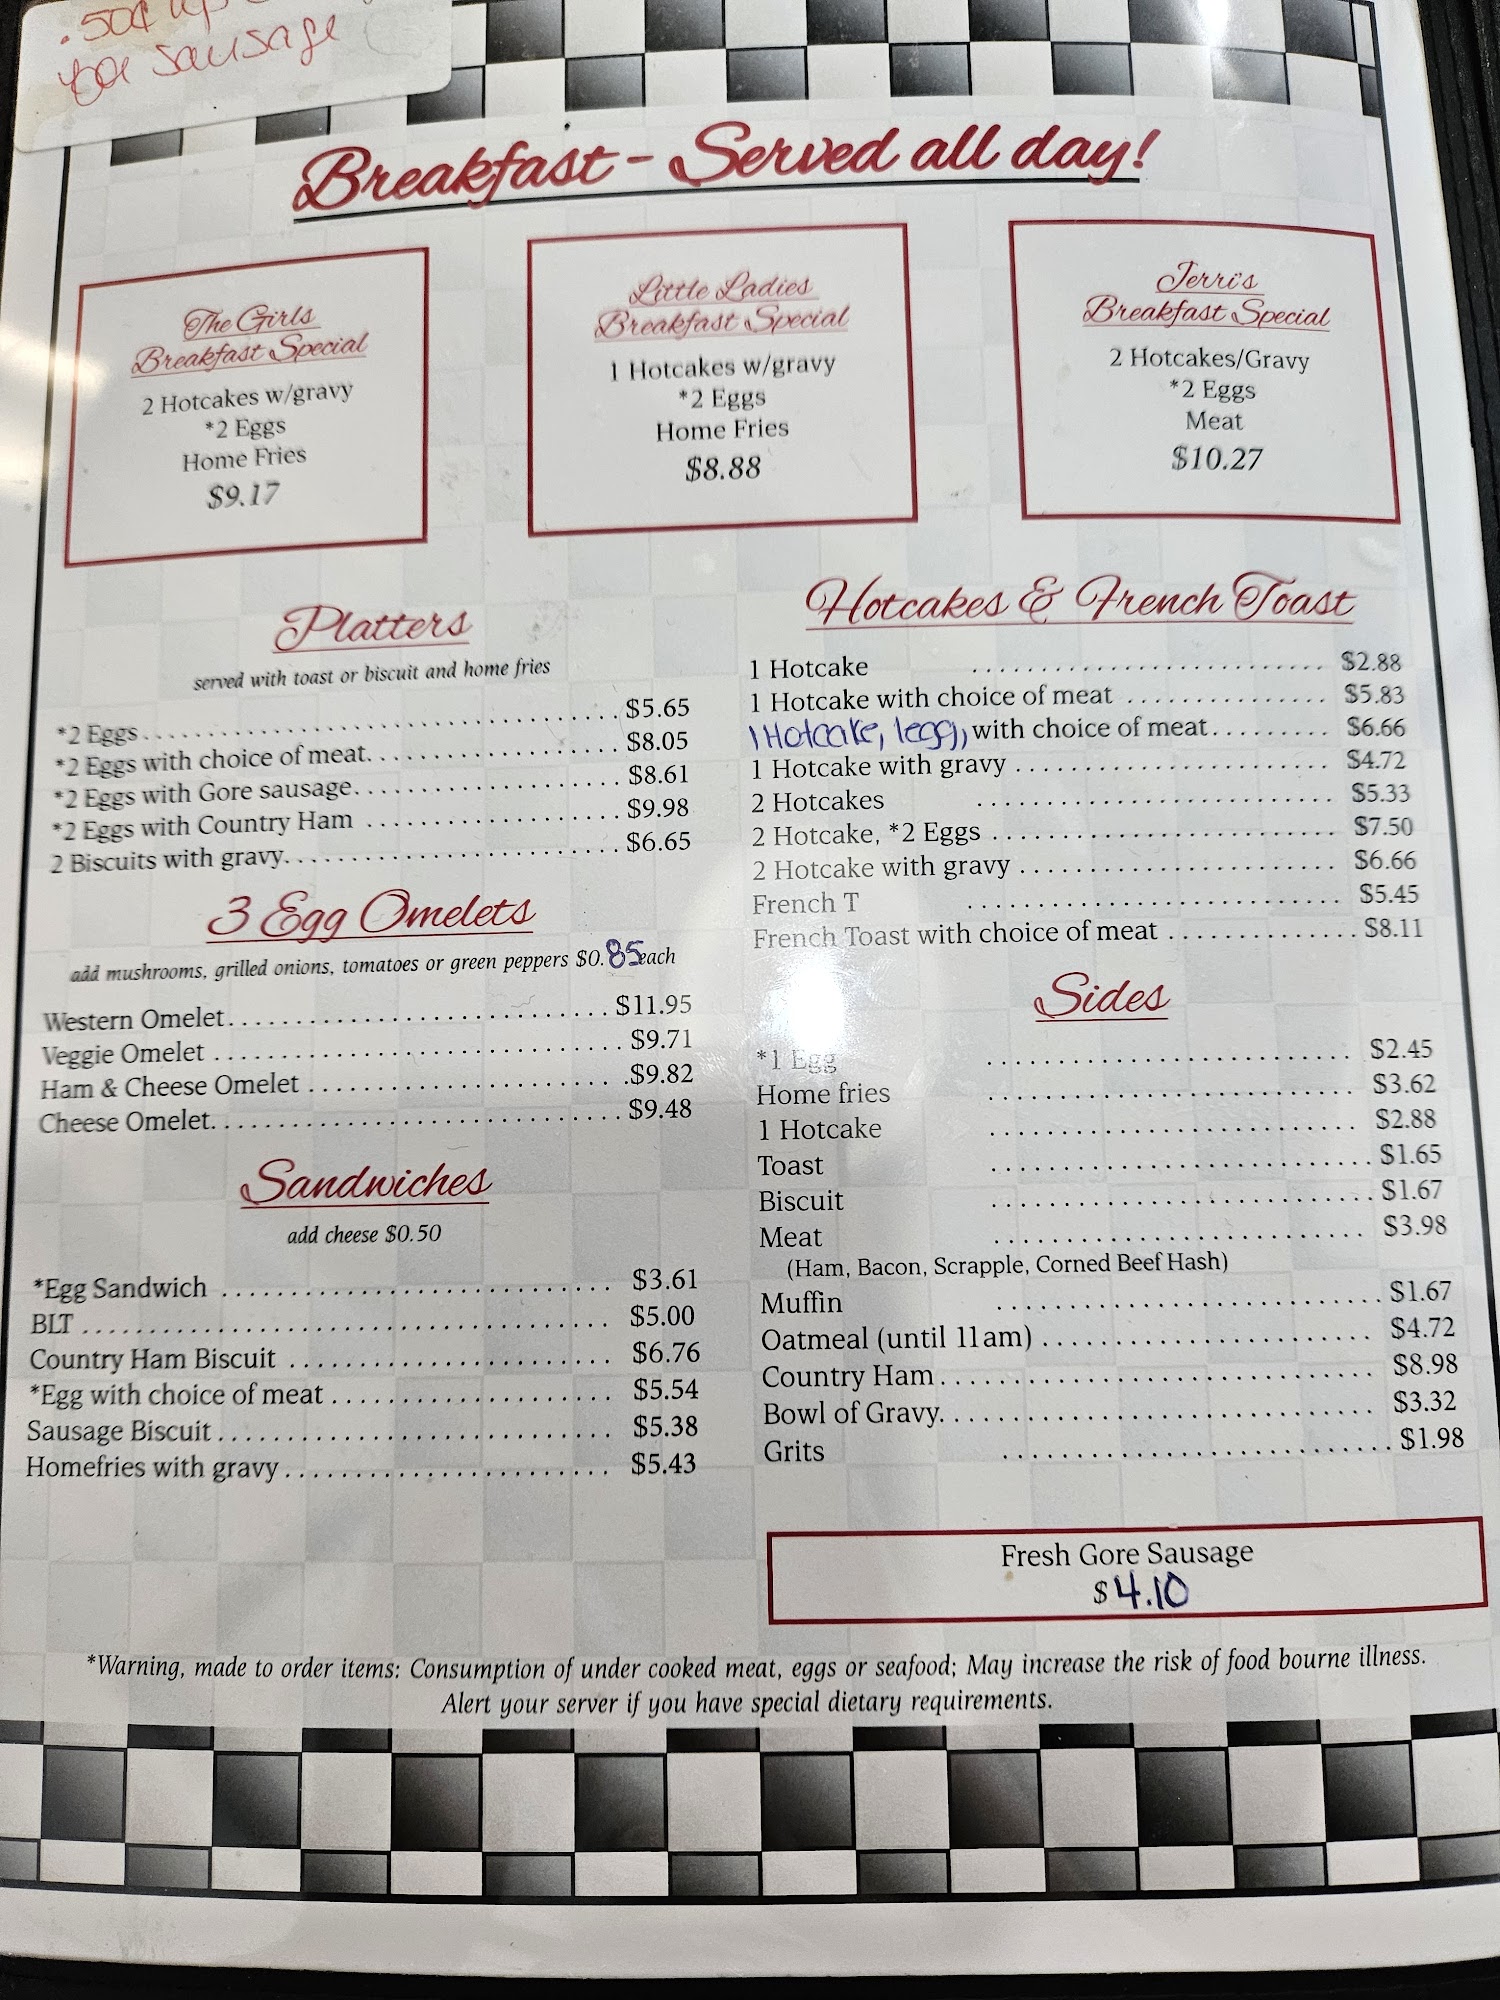 .50¢
for sausage
Breakfast - Served all day!
The Girls
Breakfast Special
2 Hotcakes w/gravy
*2 Eggs
Home Fries
$9.17
Little Ladies
Breakfast Special
1 Hotcakes w/gravy
*2 Eggs
Home Fries
$8.88
Jerri's
Breakfast Special
2 Hotcakes/Gravy
*2 Eggs
Meat
$10.27
Platters
served with toast or biscuit and home fries
*2 Eggs. . . . . . . . . . . . . . . . . . . . $5.65
*2 Eggs with choice of meat. . . . . . . . . . $8.05
*2 Eggs with Gore sausage. . . . . . . . . . $8.61
*2 Eggs with Country Ham . . . . . . . . . . $9.98
2 Biscuits with gravy. . . . . . . . . . $6.65
3 Egg Omelets
add mushrooms, grilled onions, tomatoes or green peppers $0.85each
Western Omelet. . . . . . . . . . $11.95
Veggie Omelet . . . . . . . . . . $9.71
Ham & Cheese Omelet . . . . . . . . . . $9.82
Cheese Omelet. . . . . . . . . . $9.48
Sandwiches
add cheese $0.50
*Egg Sandwich . . . . . . . . . . $3.61
BLT . . . . . . . . . . $5.00
Country Ham Biscuit . . . . . . . . . . $6.76
*Egg with choice of meat . . . . . . . . . . $5.54
Sausage Biscuit . . . . . . . . . . $5.38
Homefries with gravy . . . . . . . . . . $5.43
Hotcakes & French Toast
1 Hotcake . . . . . . . . . . $2.88
1 Hotcake with choice of meat . . . . . . . . . . $5.83
1 Hotcake, 1egg, with choice of meat. . . . . . . . . . $6.66
1 Hotcake with gravy . . . . . . . . . . $4.72
2 Hotcakes . . . . . . . . . . $5.33
2 Hotcake, *2 Eggs . . . . . . . . . . $7.50
2 Hotcake with gravy . . . . . . . . . . $6.66
French T . . . . . . . . . . $5.45
French Toast with choice of meat . . . . . . . . . . $8.11
Sides
*1 Egg . . . . . . . . . . $2.45
Home fries . . . . . . . . . . $3.62
1 Hotcake . . . . . . . . . . $2.88
Toast . . . . . . . . . . $1.65
Biscuit . . . . . . . . . . $1.67
Meat . . . . . . . . . . $3.98
(Ham, Bacon, Scrapple, Corned Beef Hash)
Muffin . . . . . . . . . . $1.67
Oatmeal (until 11am) . . . . . . . . . . $4.72
Country Ham . . . . . . . . . . $8.98
Bowl of Gravy. . . . . . . . . . $3.32
Grits . . . . . . . . . . $1.98
Fresh Gore Sausage
$4.10
*Warning, made to order items: Consumption of under cooked meat, eggs or seafood; May increase the risk of food bourne illness.
Alert your server if you have special dietary requirements.